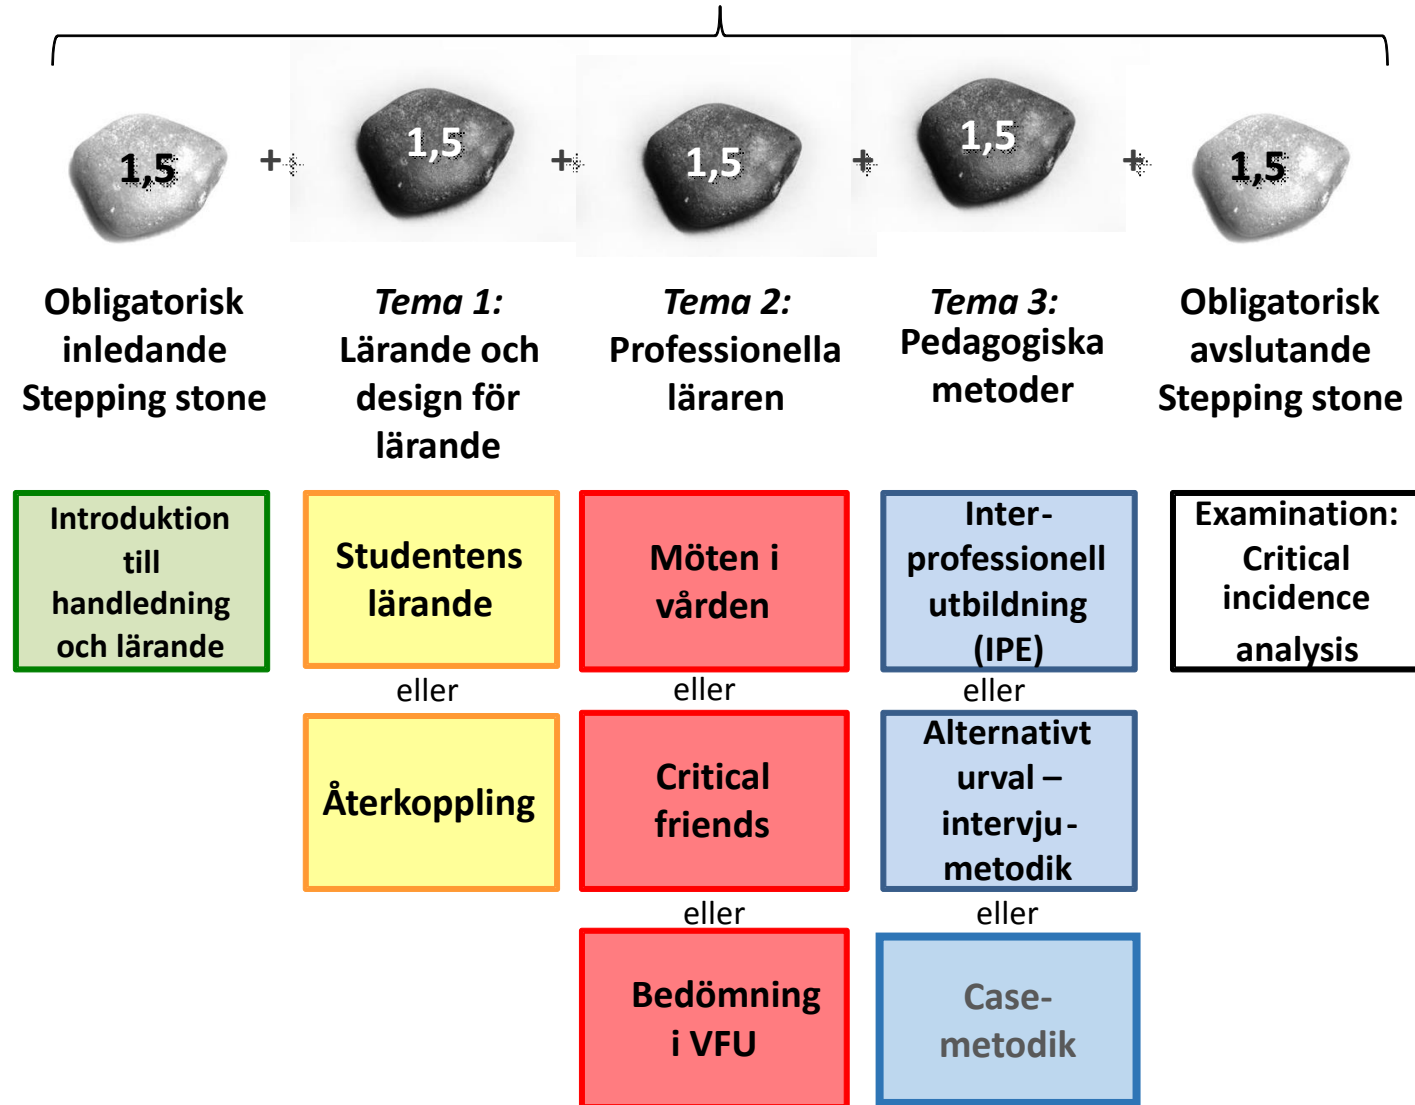 1,5
+
1,5
+
1,5
+
1,5
+
1,5
Obligatorisk
inledande
Stepping stone
Tema 1:
Lärande och
design för
lärande
Tema 2:
Professionella
läraren
Tema 3:
Pedagogiska
metoder
Obligatorisk
avslutande
Stepping stone
Introduktion
till
handledning
och lärande
Studentens
lärande
eller
Återkoppling
Möten i
vården
eller
Critical
friends
eller
Bedömning
i VFU
Inter-
professionell
utbildning
(IPE)
eller
Alternativt
urval –
intervju-
metodik
eller
Case-
metodik
Examination:
Critical
incidence
analysis